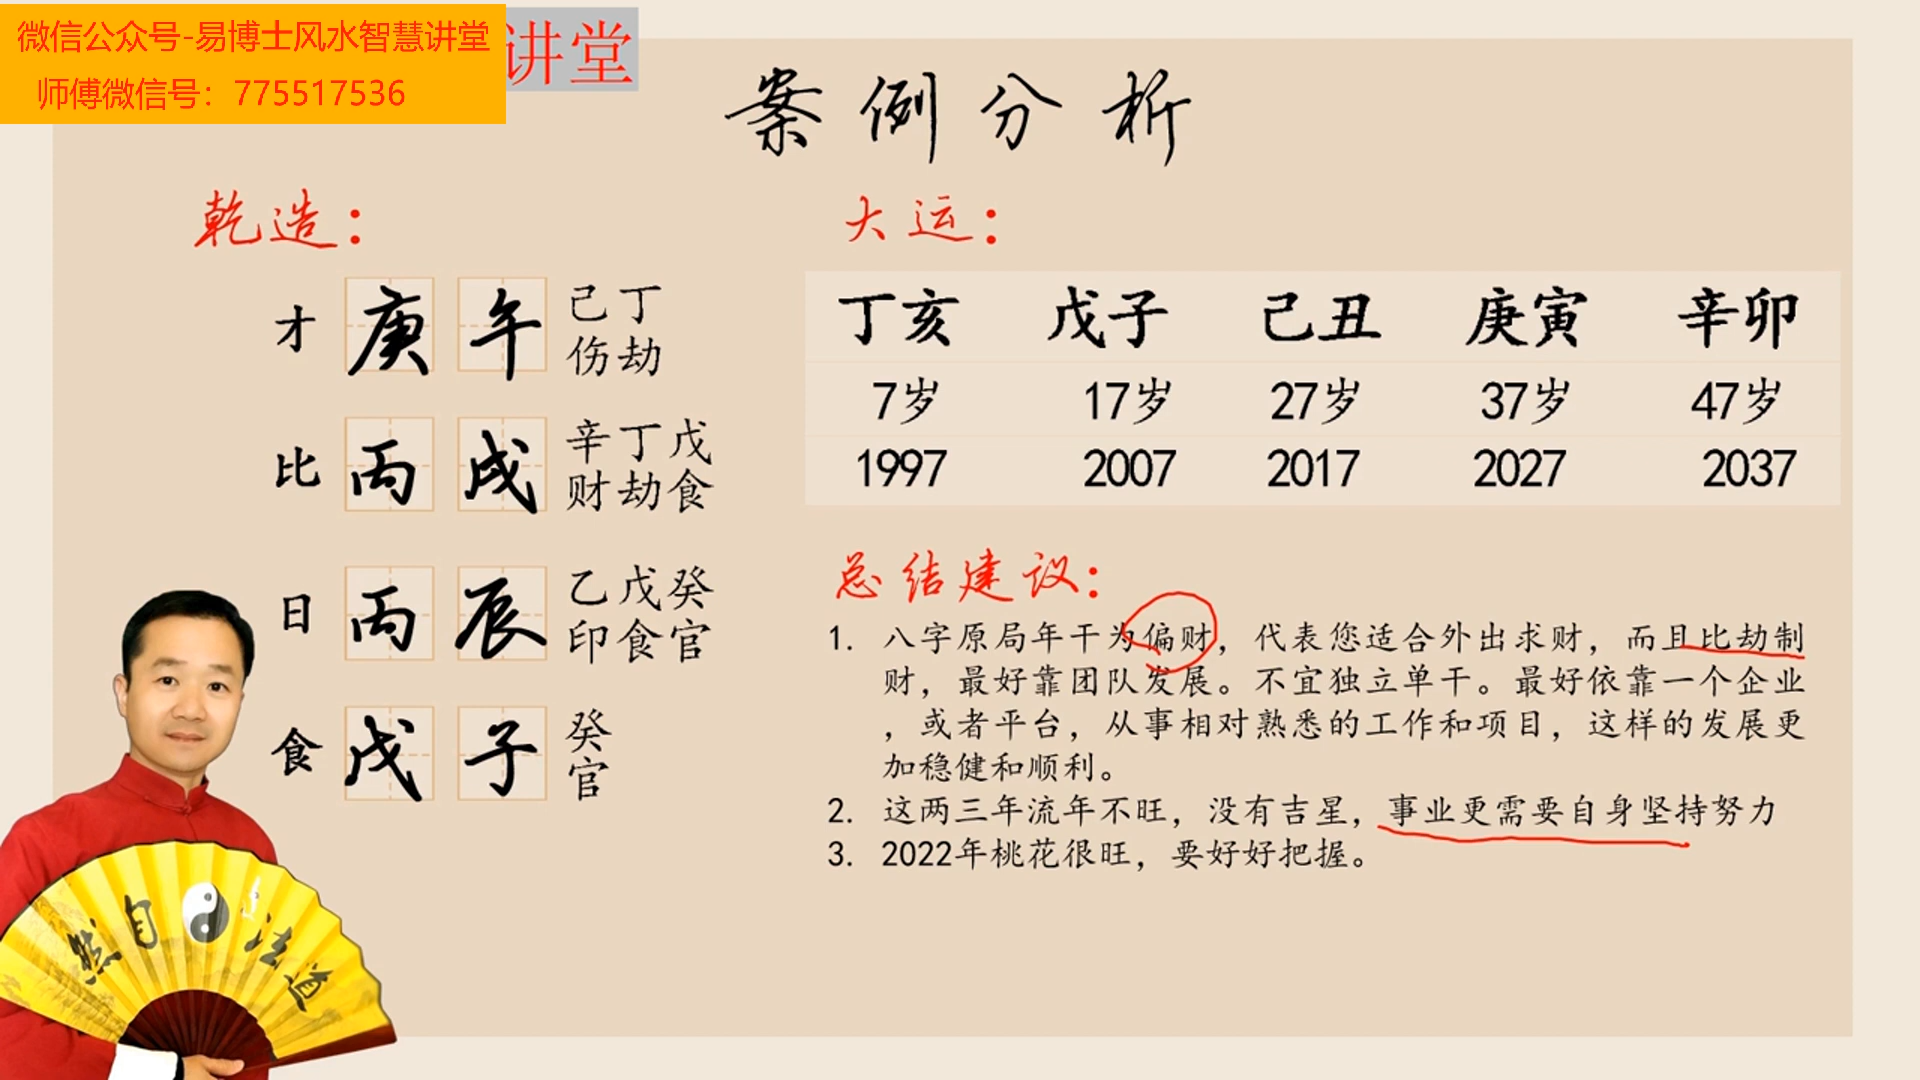 微信公众号-易博士风水智慧讲堂
师傅微信号：775517536
讲堂
案例分析
乾造：
才 庚 午 己丁
伤劫
比 丙 戌 辛丁戊
财劫食
日 丙 辰 乙戊癸
印食官
食 戊 子 癸
官
大运：
丁亥 戊子 己丑 庚寅 辛卯
7岁 17岁 27岁 37岁 47岁
1997 2007 2017 2027 2037
总结建议：
1. 八字原局年干为偏财，代表您适合外出求财，而且比劫制
财，最好靠团队发展。不宜独立单干。最好依靠一个企业
，或者平台，从事相对熟悉的工作和项目，这样的发展更
加稳健和顺利。
2. 这两三年流年不旺，没有吉星，事业更需要自身坚持努力
3. 2022年桃花很旺，要好好把握。
然自法道